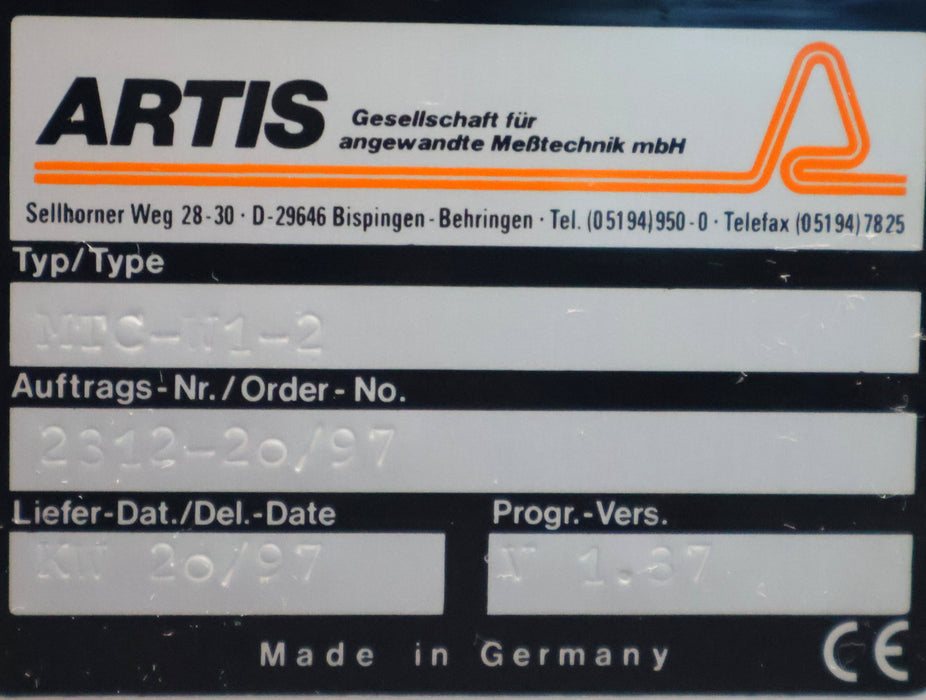 ARTIS
Gesellschaft für
angewandte Meßtechnik mbH
Sellhorner Weg 28-30 · D-29646 Bispingen-Behringen · Tel. (05194) 950-0 · Telefax (05194) 7825
Typ/Type
MTC-W1-2
Auftrags-Nr./Order-No.
2312-20/97
Liefer-Dat./Del.-Date
Progr.-Vers.
KW 20/97
V 1.37
Made in Germany
CE